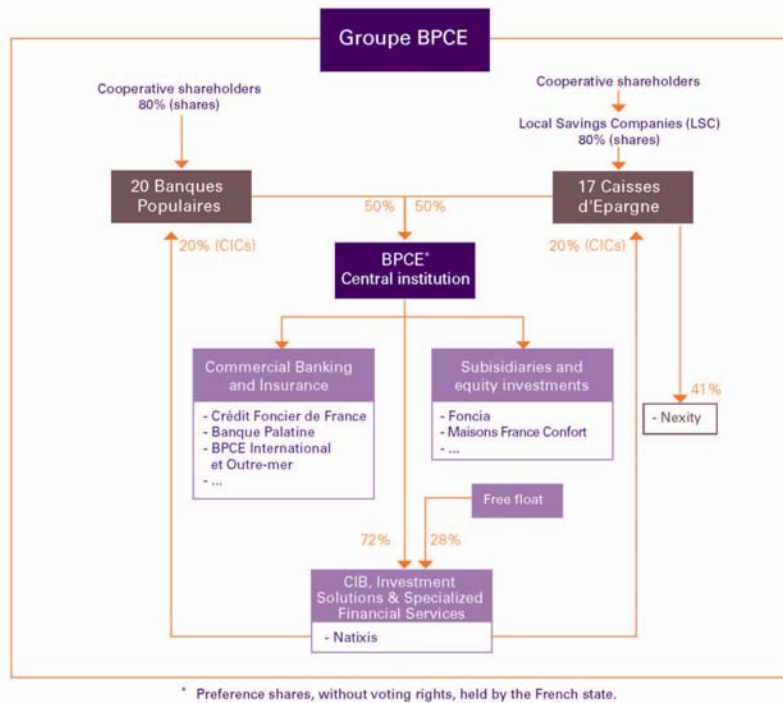 Groupe BPCE
Cooperative shareholders
80% (shares)
Cooperative shareholders
Local Savings Companies (LSC)
80% (shares)
20 Banques
Populaires
17 Caisses
d'Epargne
50%
50%
20% (CICs)
20% (CICs)
BPCE*
Central institution
Commercial Banking
and Insurance
- Crédit Foncier de France
- Banque Palatine
- BPCE International
et Outre-mer
- ...
Subisidiaries and
equity investments
- Foncia
- Maisons France Confort
- ...
41%
- Nexity
Free float
72%
28%
CIB, Investment
Solutions & Specialized
Financial Services
- Natixis
* Preference shares, without voting rights, held by the French state.